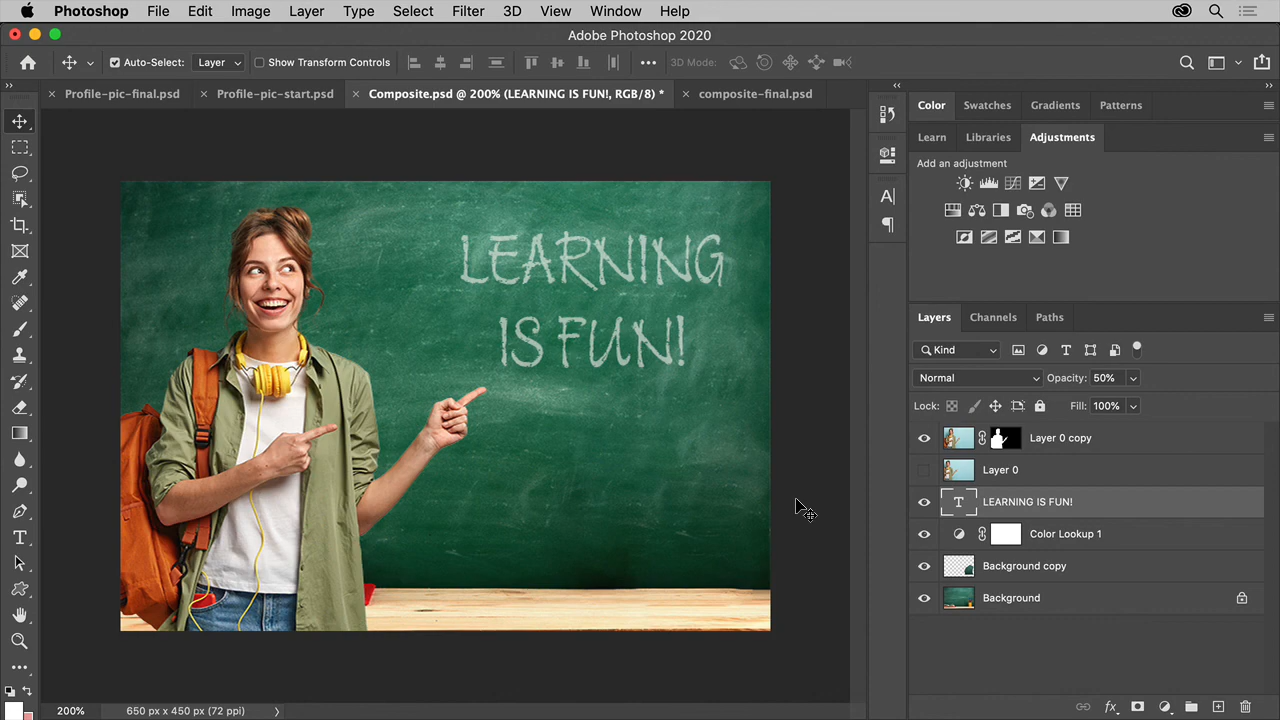 Photoshop File Edit Image Layer Type Select Filter 3D View Window Help
Adobe Photoshop 2020
Auto-Select: Layer Show Transform Controls 3D Mode:
Profile-pic-final.psd Profile-pic-start.psd Composite.psd @ 200% (LEARNING IS FUN!, RGB/8) * composite-final.psd
Color Swatches Gradients Patterns
Learn Libraries Adjustments
Add an adjustment
LEARNING
IS FUN!
Layers Channels Paths
Kind
Normal Opacity: 50%
Lock: Fill: 100%
Layer 0 copy
Layer 0
LEARNING IS FUN!
Color Lookup 1
Background copy
Background
200% 650 px x 450 px (72 ppi)